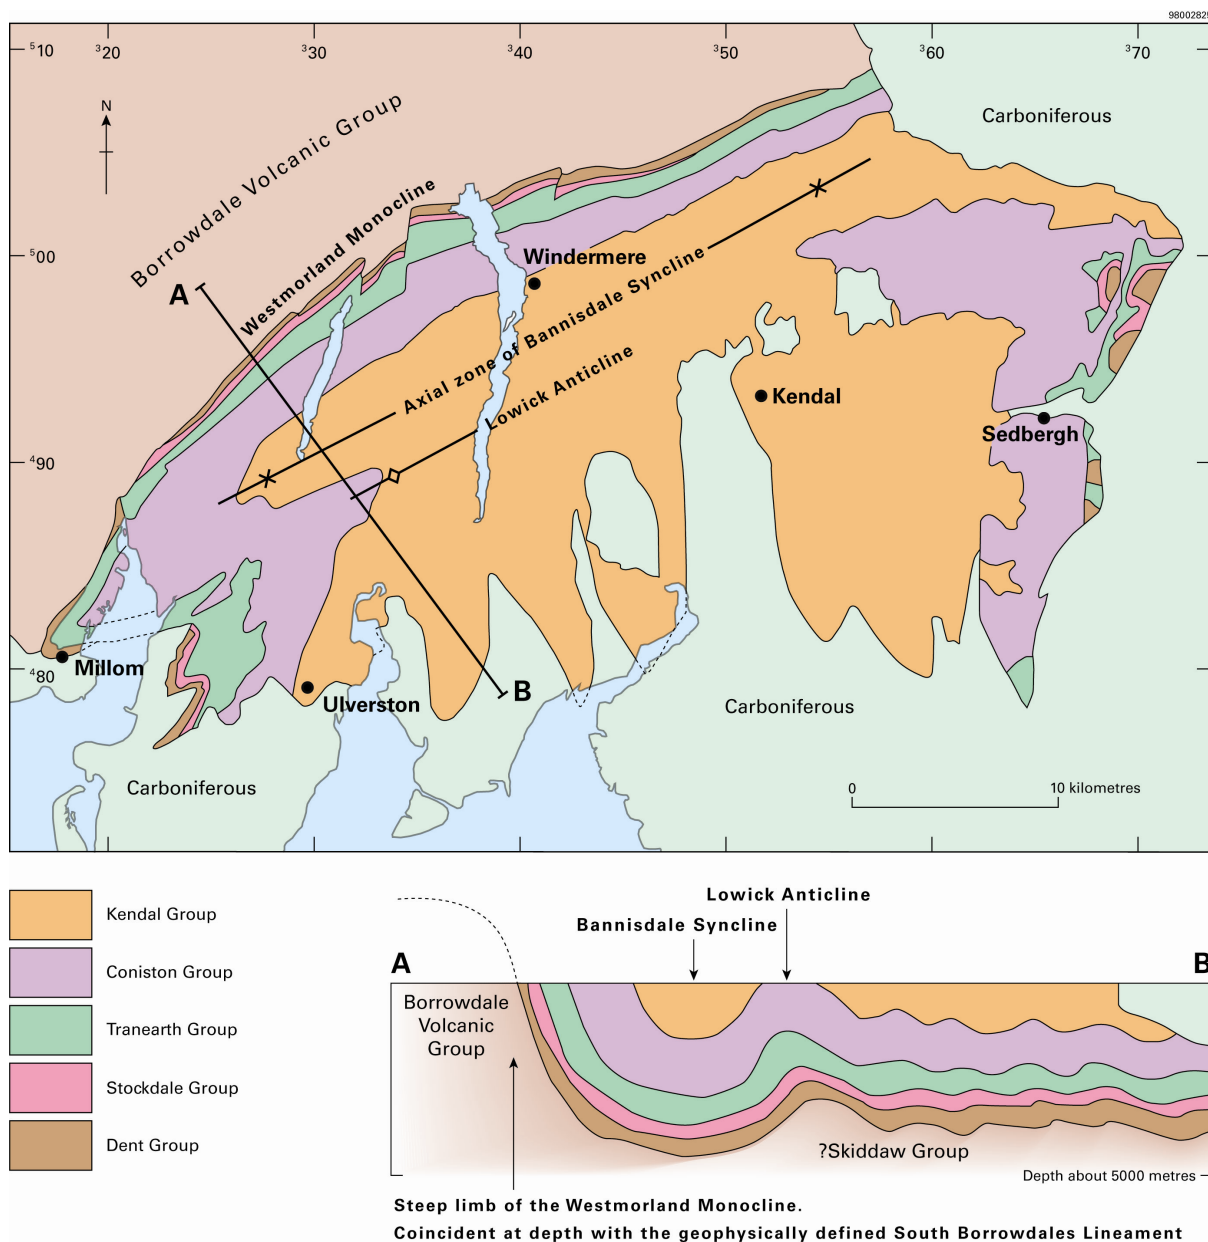 98002825
510
320
330
340
350
360
370
N
Carboniferous
Borrowdale Volcanic Group
Westmorland Monocline
500
A
Windermere
Axial zone of Bannisdale Syncline
Lowick Anticline
Kendal
Sedbergh
490
480
Millom
B
Ulverston
Carboniferous
Carboniferous
0
10 kilometres
Kendal Group
Coniston Group
Tranearth Group
Stockdale Group
Dent Group
Lowick Anticline
Bannisdale Syncline
A
B
Borrowdale
Volcanic
Group
?Skiddaw Group
Depth about 5000 metres
Steep limb of the Westmorland Monocline.
Coincident at depth with the geophysically defined South Borrowdales Lineament